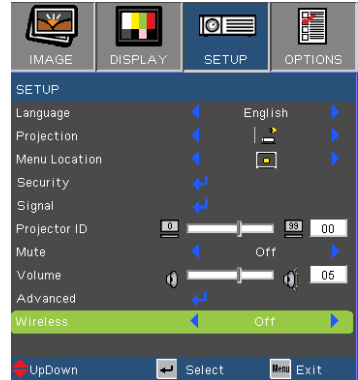 IMAGE DISPLAY SETUP OPTIONS
SETUP
Language English
Projection
Menu Location
Security
Signal
Projector ID 0 99 00
Mute Off
Volume 05
Advanced
Wireless Off
UpDown Select Menu Exit